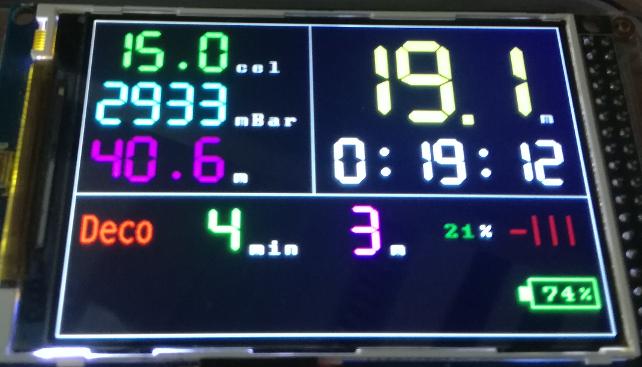 15.0 cel
2933 mBar
40.6 m
19.1 m
0:19:12
Deco 4 min 3 m 21% -|||
74%